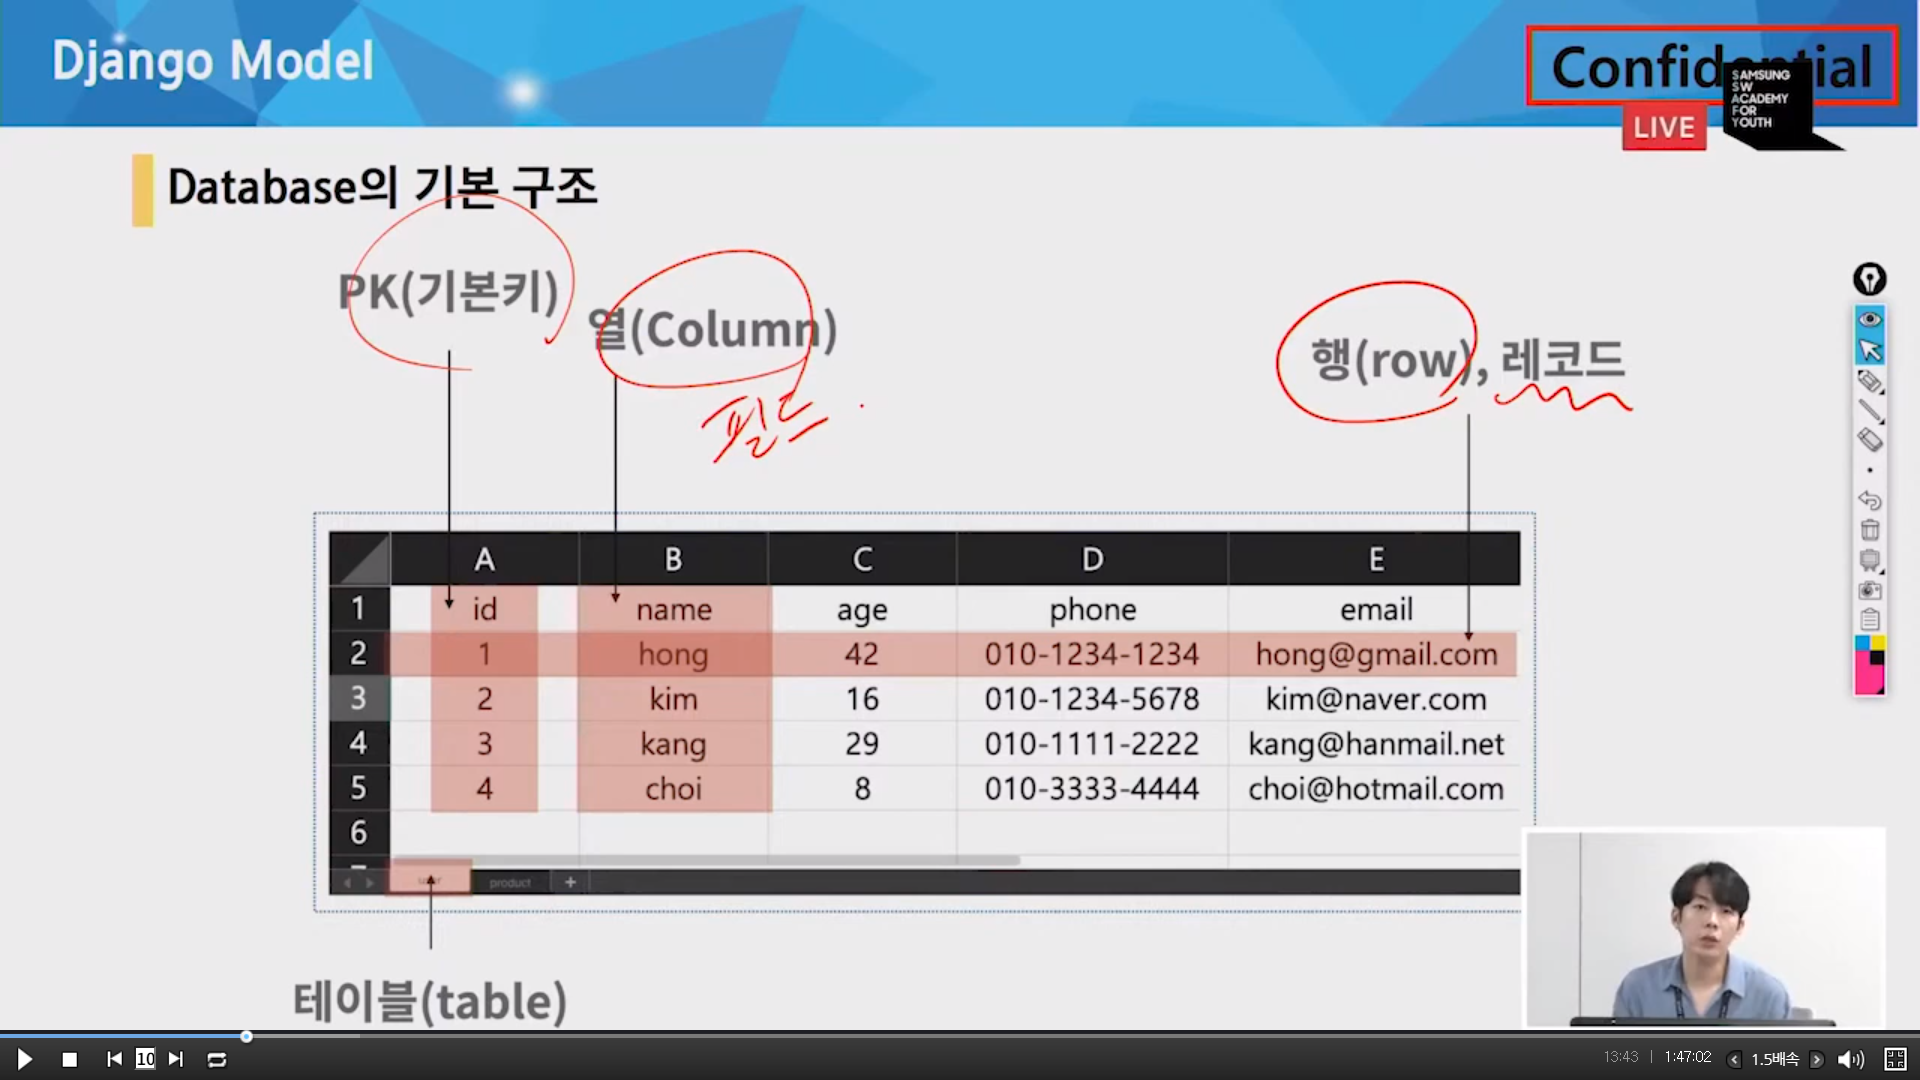 Django Model
Confidential
SAMSUNG
SW
ACADEMY
FOR
YOUTH
LIVE
Database의 기본 구조
PK(기본키)
열(Column)
필드
행(row), 레코드
A B C D E
1 id name age phone email
2 1 hong 42 010-1234-1234 hong@gmail.com
3 2 kim 16 010-1234-5678 kim@naver.com
4 3 kang 29 010-1111-2222 kang@hanmail.net
5 4 choi 8 010-3333-4444 choi@hotmail.com
6
product +
테이블(table)
10 13:43 | 1:47:02 1.5배속